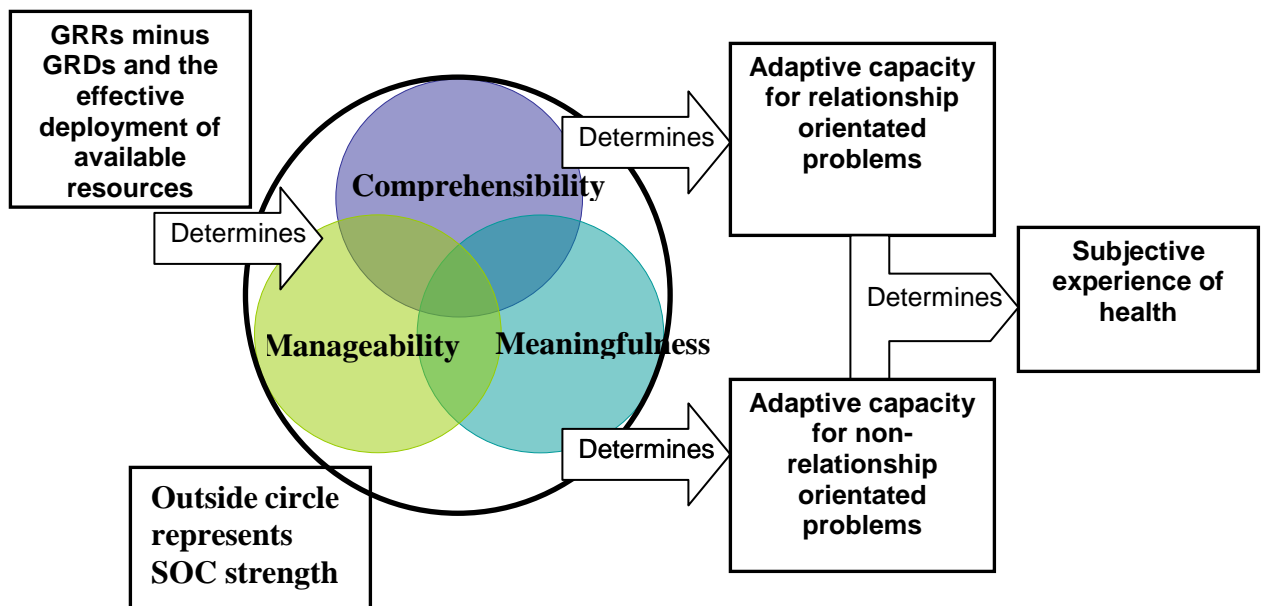 GRRs minus
GRDs and the
effective
deployment of
available
resources
Determines
Comprehensibility
Manageability
Meaningfulness
Outside circle
represents
SOC strength
Determines
Adaptive capacity
for relationship
orientated
problems
Determines
Adaptive capacity
for non-
relationship
orientated
problems
Determines
Subjective
experience of
health